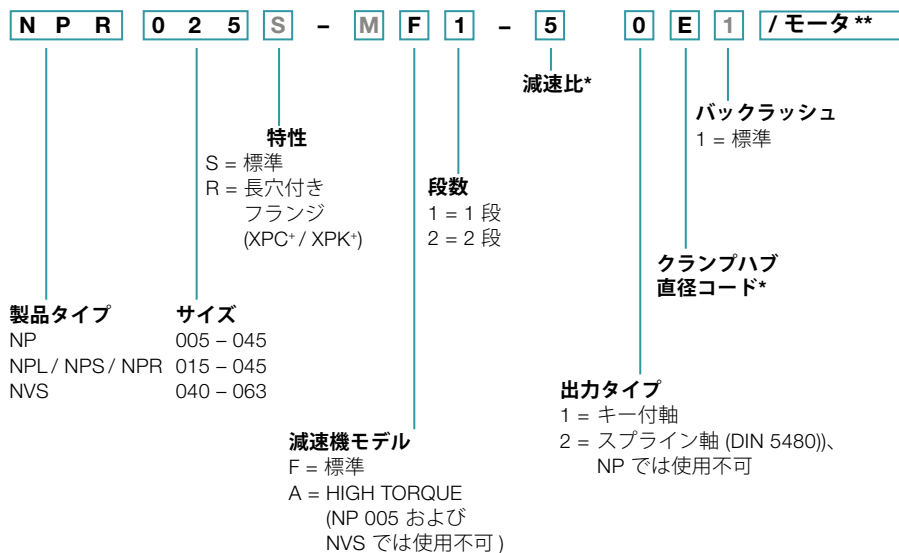 NPR 025 S – M F 1 – 5 0 E 1 /モータ**
減速比*
バックラッシュ
1 = 標準
特性
S = 標準
R = 長穴付き
フランジ
(XPC⁺ / XPK⁺)
段数
1 = 1 段
2 = 2 段
クランプハブ
直径コード*
製品タイプ サイズ
NP 005 – 045
NPL / NPS / NPR 015 – 045
NVS 040 – 063
出力タイプ
1 = キー付軸
2 = スプライン軸 (DIN 5480))、
NP では使用不可
減速機モデル
F = 標準
A = HIGH TORQUE
(NP 005 および
NVS では使用不可 )